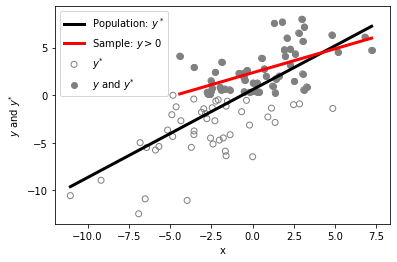 Population: y*
Sample: y > 0
y*
y and y*
y and y*
5
0
−5
−10
−10.0 −7.5 −5.0 −2.5 0.0 2.5 5.0 7.5
x